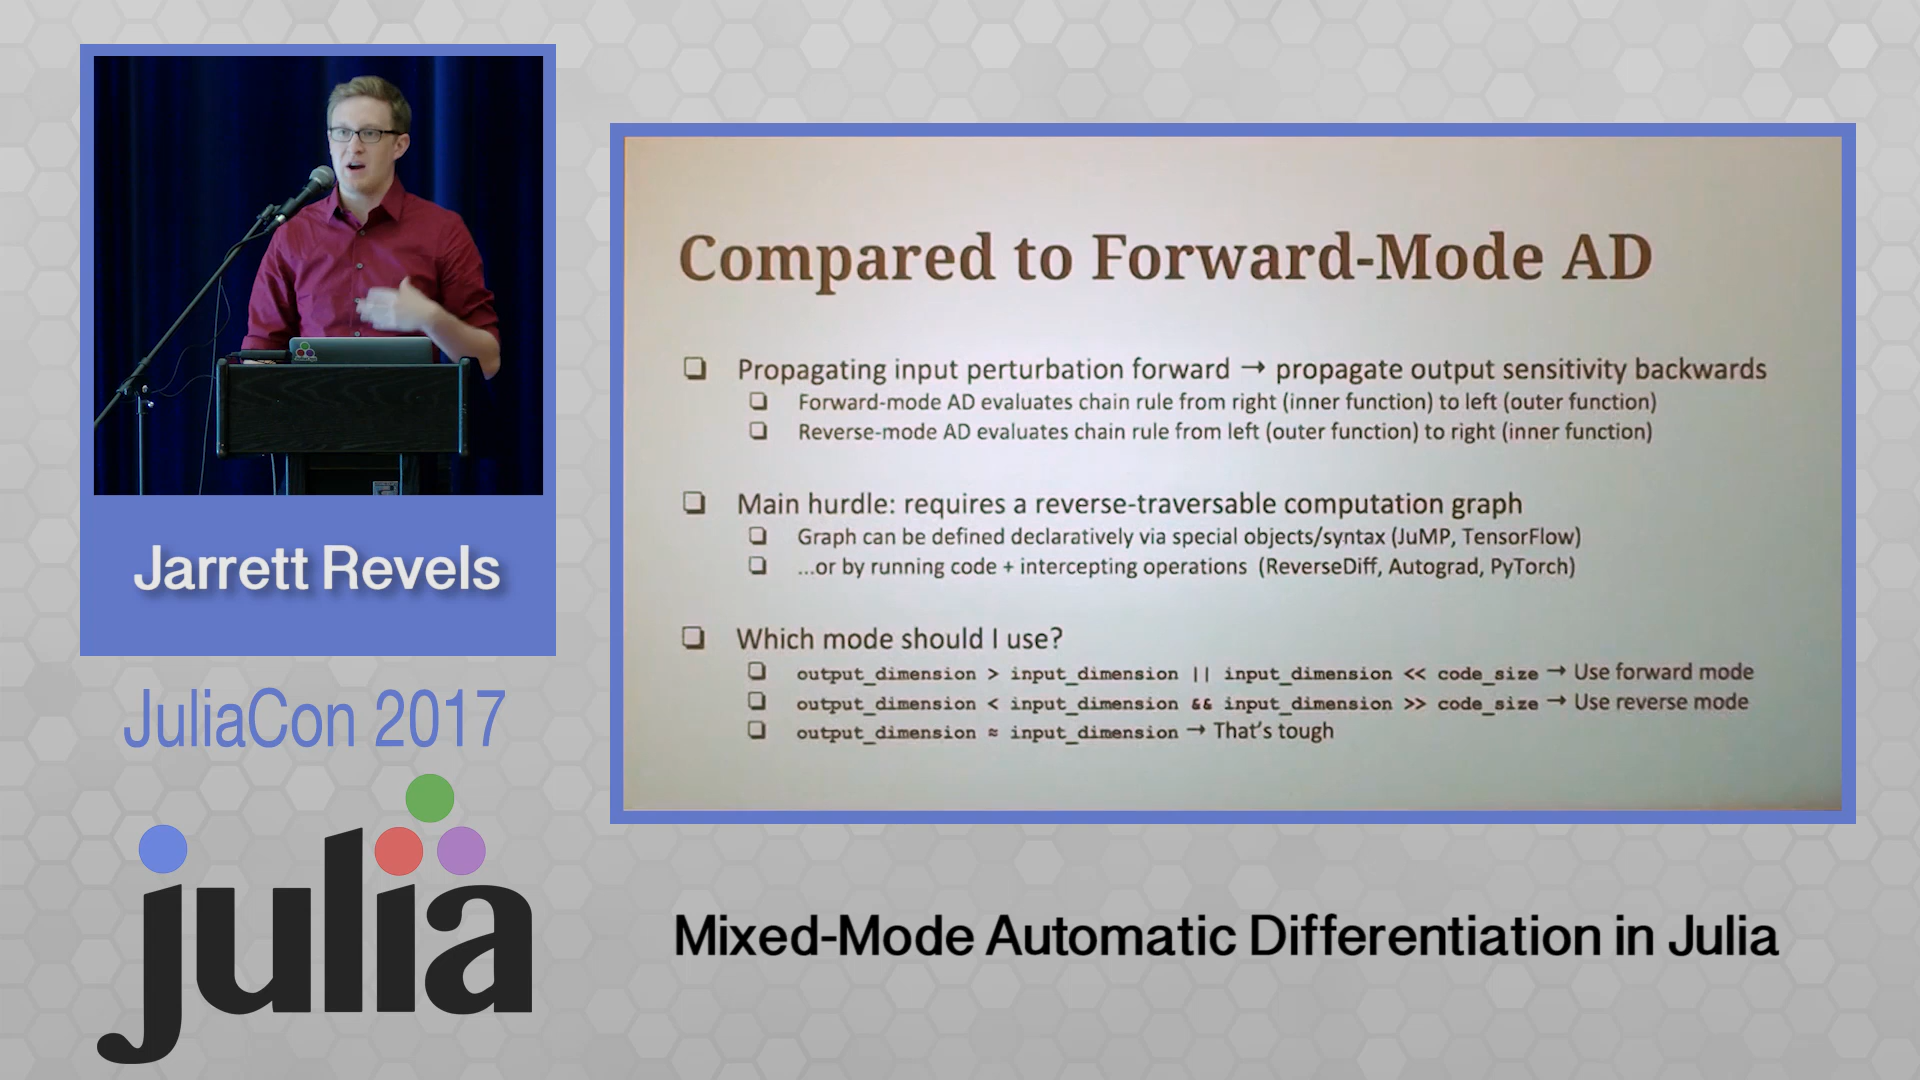 Jarrett Revels
JuliaCon 2017
julia
Compared to Forward-Mode AD
❏ Propagating input perturbation forward → propagate output sensitivity backwards
❏ Forward-mode AD evaluates chain rule from right (inner function) to left (outer function)
❏ Reverse-mode AD evaluates chain rule from left (outer function) to right (inner function)
❏ Main hurdle: requires a reverse-traversable computation graph
❏ Graph can be defined declaratively via special objects/syntax (JuMP, TensorFlow)
❏ ...or by running code + intercepting operations (ReverseDiff, Autograd, PyTorch)
❏ Which mode should I use?
❏ output_dimension > input_dimension || input_dimension << code_size → Use forward mode
❏ output_dimension < input_dimension && input_dimension >> code_size → Use reverse mode
❏ output_dimension ≈ input_dimension → That's tough
Mixed-Mode Automatic Differentiation in Julia